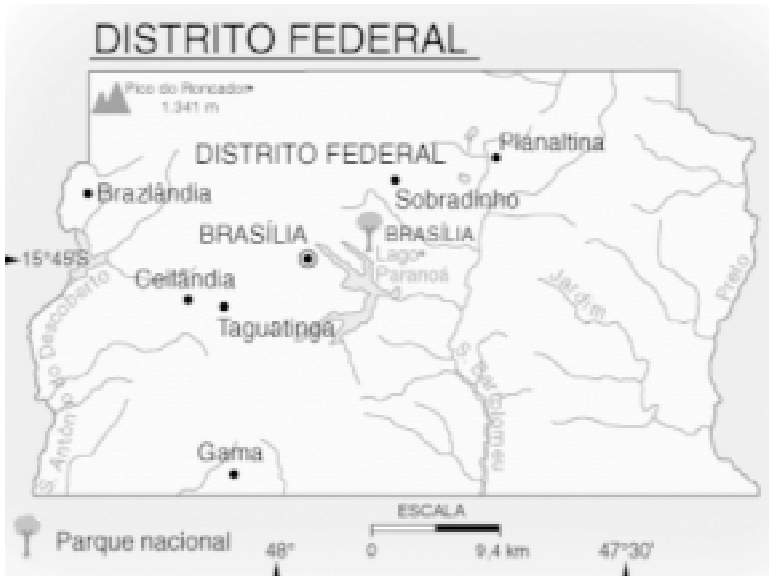 DISTRITO FEDERAL
Pico do Roncador
1.341 m
DISTRITO FEDERAL
Planaltina
Brazlândia
Sobradinho
BRASÍLIA
BRASÍLIA
15°45'S
Lago
Paranoá
Ceilândia
Taguatinga
Jardim
Preto
S. Antônio do Descoberto
S. Bartolomeu
Gama
ESCALA
0
9,4 km
Parque nacional
48°
47°30'